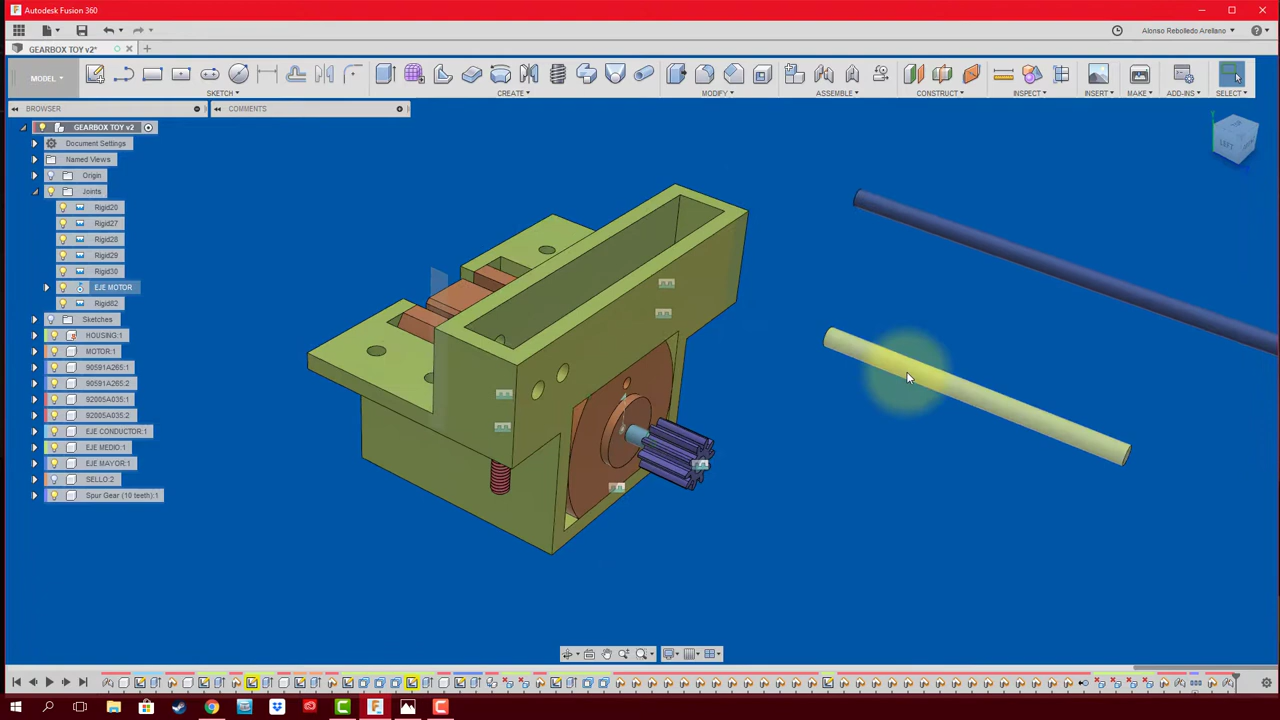 Autodesk Fusion 360
Alonso Rebolledo Arellano
GEARBOX TOY v2*
MODEL
SKETCH
CREATE
MODIFY
ASSEMBLE
CONSTRUCT
INSPECT
INSERT
MAKE
ADD-INS
SELECT
BROWSER
COMMENTS
GEARBOX TOY v2
Document Settings
Named Views
Origin
Joints
Rigid20
Rigid27
Rigid28
Rigid29
Rigid30
EJE MOTOR
Rigid82
Sketches
HOUSING:1
MOTOR:1
90591A265:1
90591A265:2
92005A035:1
92005A035:2
EJE CONDUCTOR:1
EJE MEDIO:1
EJE MAYOR:1
SELLO:2
Spur Gear (10 teeth):1
LEFT